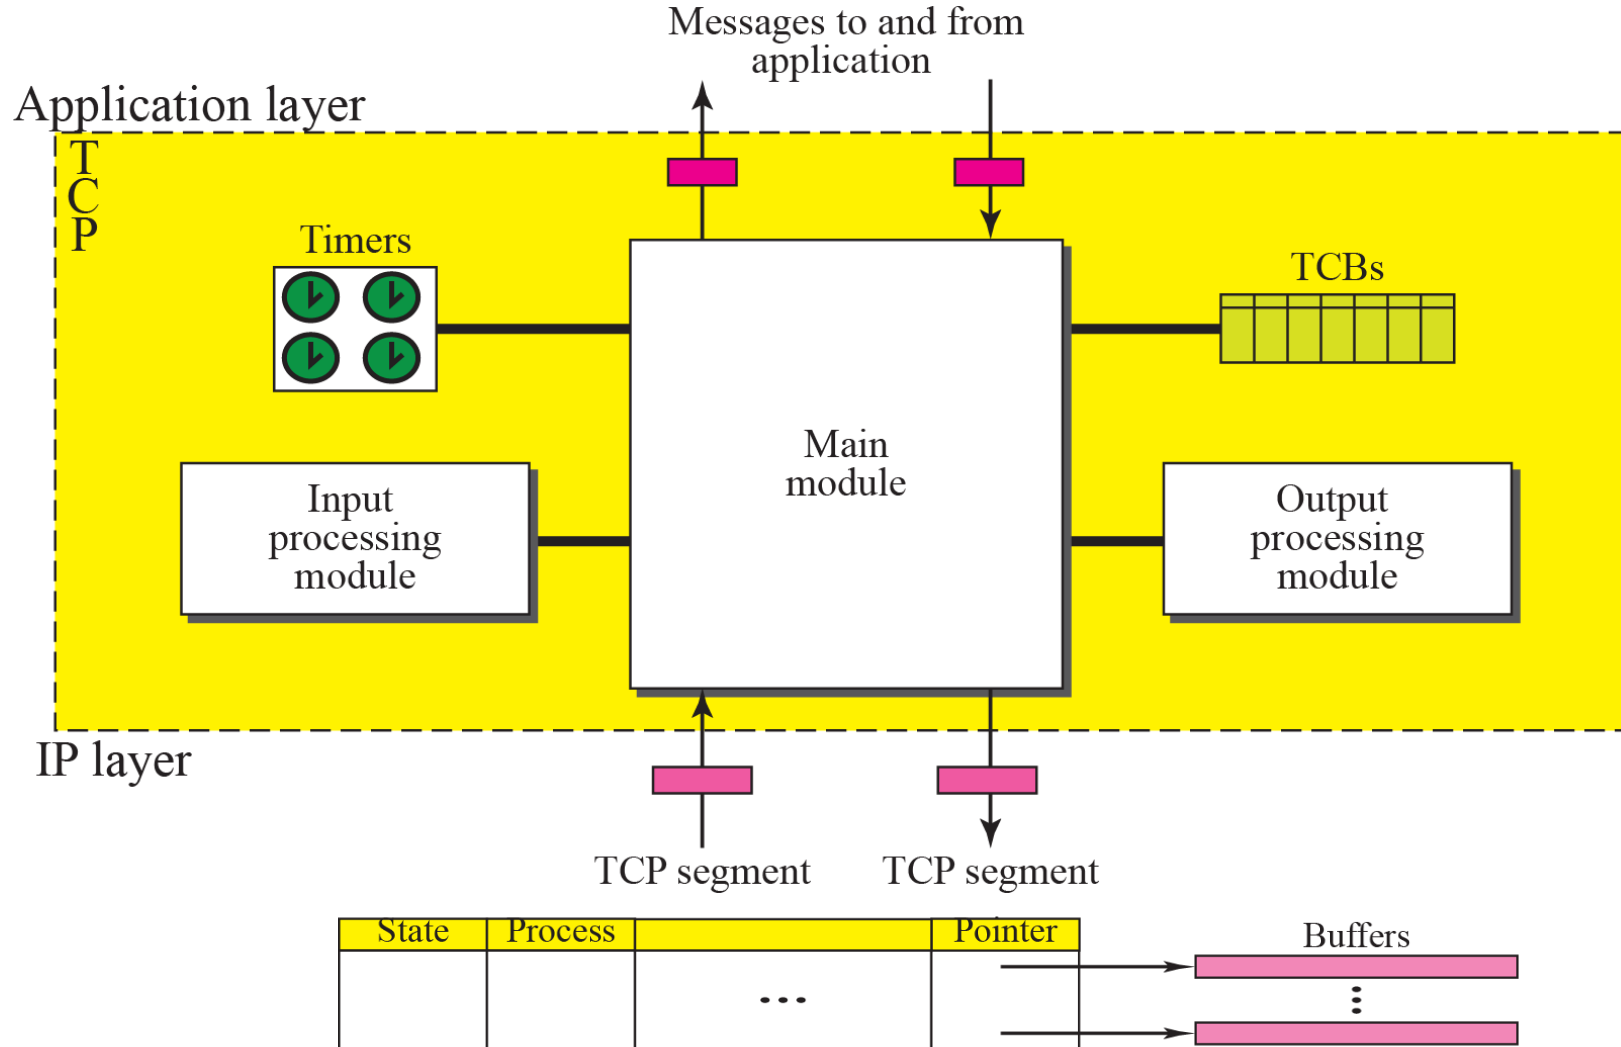 Messages to and from
application
Application layer
T
C
P
Timers
TCBs
Main
module
Input
processing
module
Output
processing
module
IP layer
TCP segment
TCP segment
State
Process
Pointer
Buffers
...